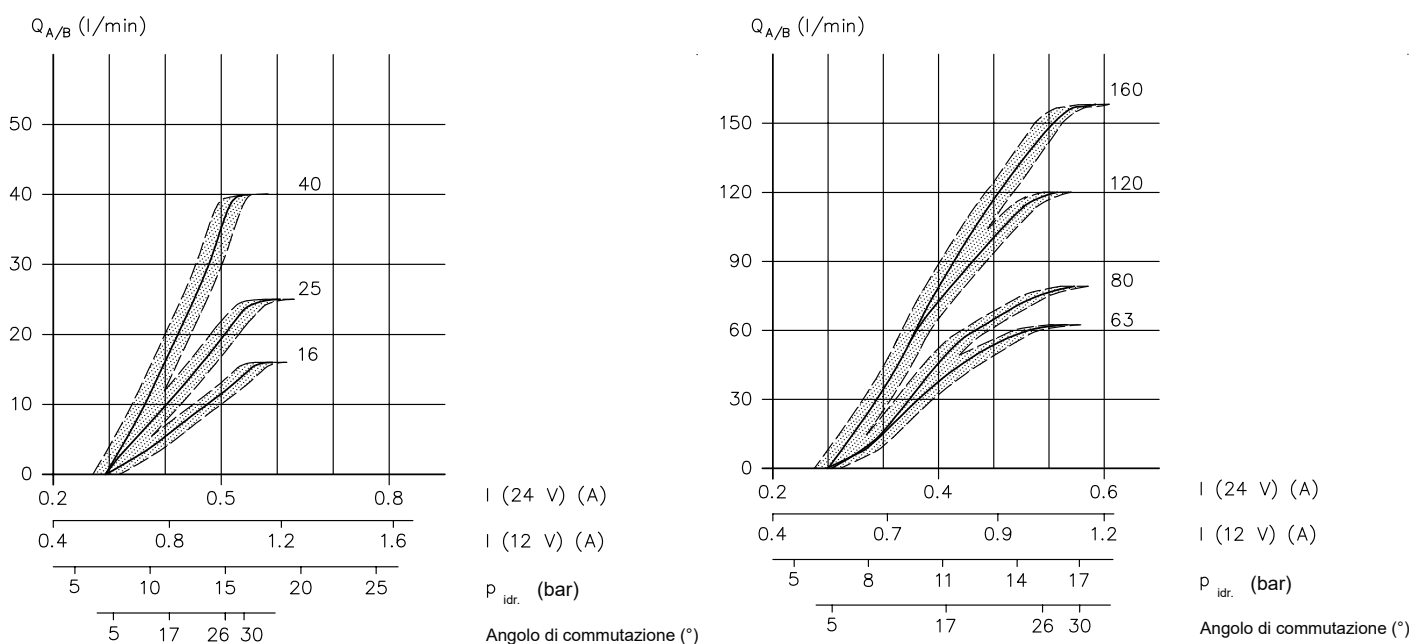 Q A/B (l/min)
50
40
30
20
10
0
40
25
16
0.2 0.5 0.8 I (24 V) (A)
0.4 0.8 1.2 1.6 I (12 V) (A)
5 10 15 20 25 p idr. (bar)
5 17 26 30 Angolo di commutazione (°)
Q A/B (l/min)
150
120
90
60
30
0
160
120
80
63
0.2 0.4 0.6 I (24 V) (A)
0.4 0.7 0.9 1.2 I (12 V) (A)
5 8 11 14 17 p idr. (bar)
5 17 26 30 Angolo di commutazione (°)